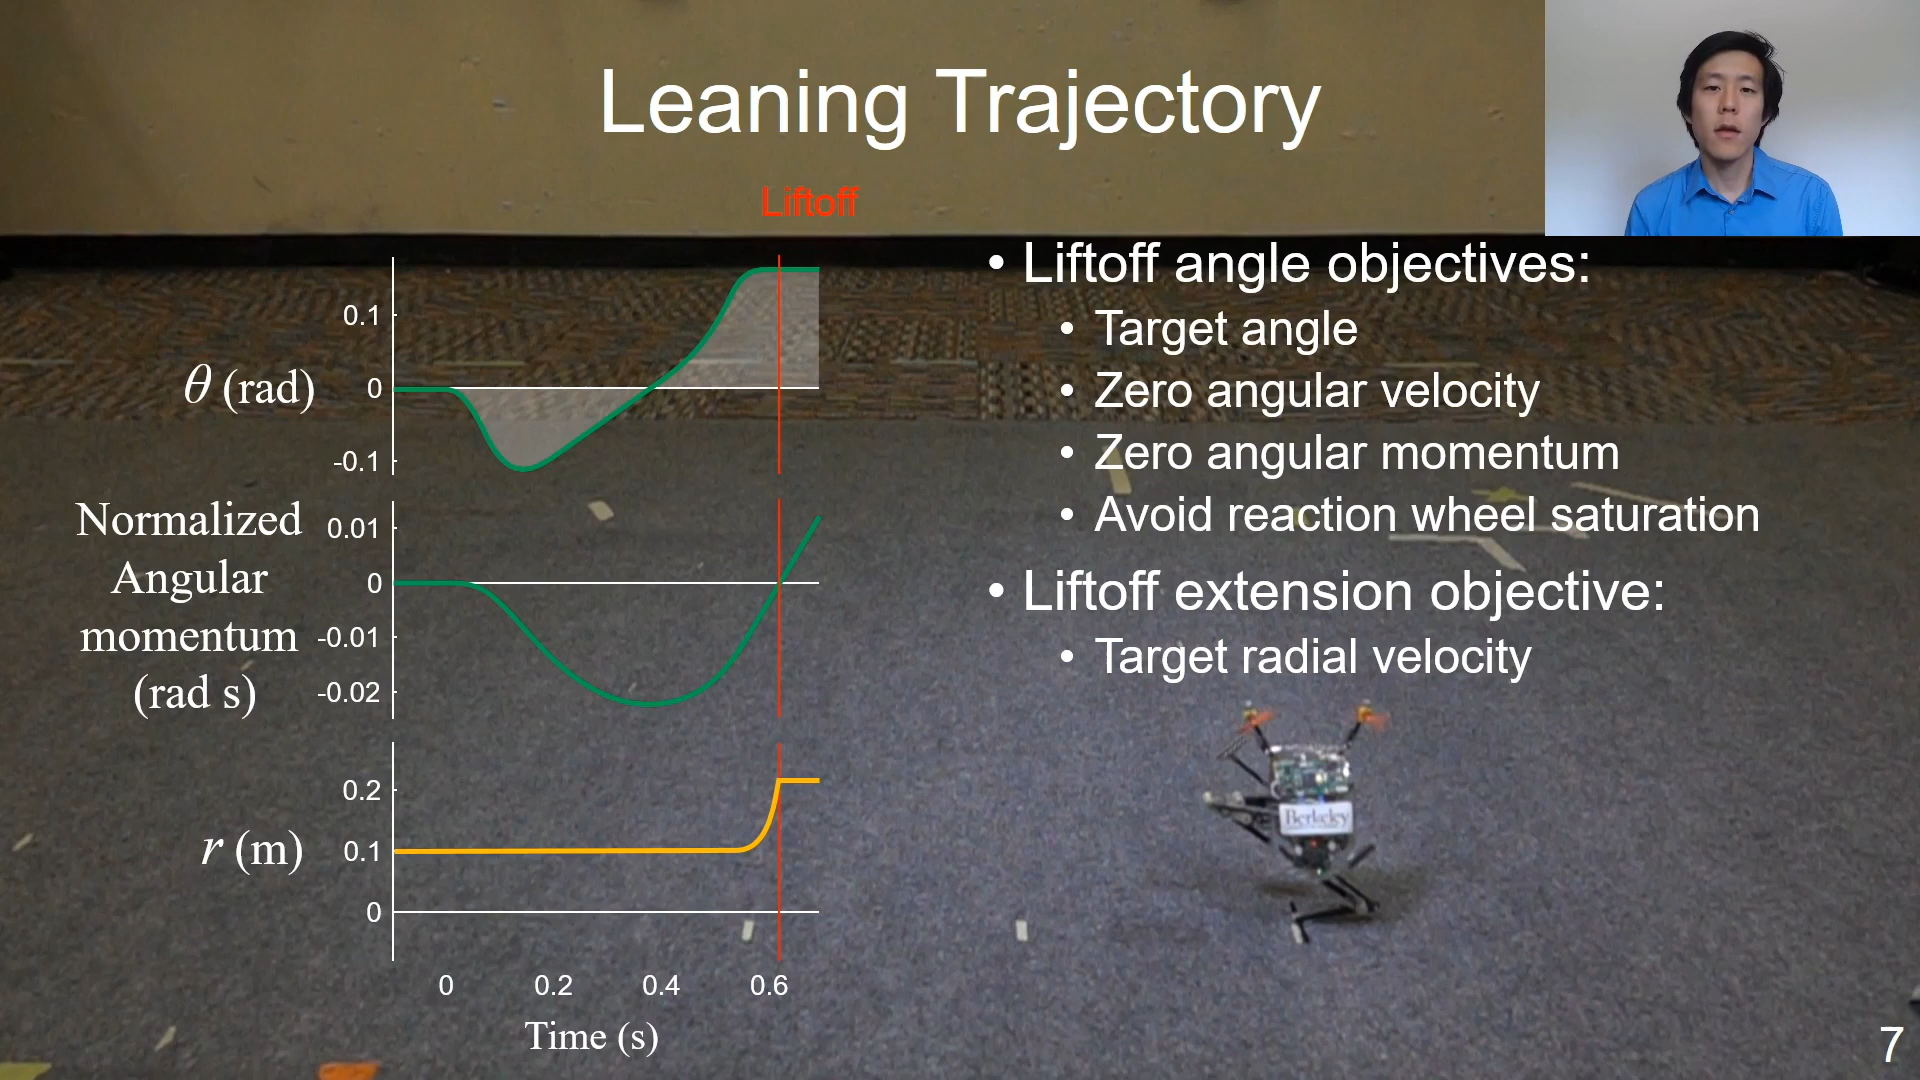 Leaning Trajectory
Liftoff
0.1
θ (rad)
0
-0.1
Normalized
Angular
momentum
(rad s)
0.01
0
-0.01
-0.02
0.2
r (m)
0.1
0
0
0.2
0.4
0.6
Time (s)
• Liftoff angle objectives:
• Target angle
• Zero angular velocity
• Zero angular momentum
• Avoid reaction wheel saturation
• Liftoff extension objective:
• Target radial velocity
Berkeley
7